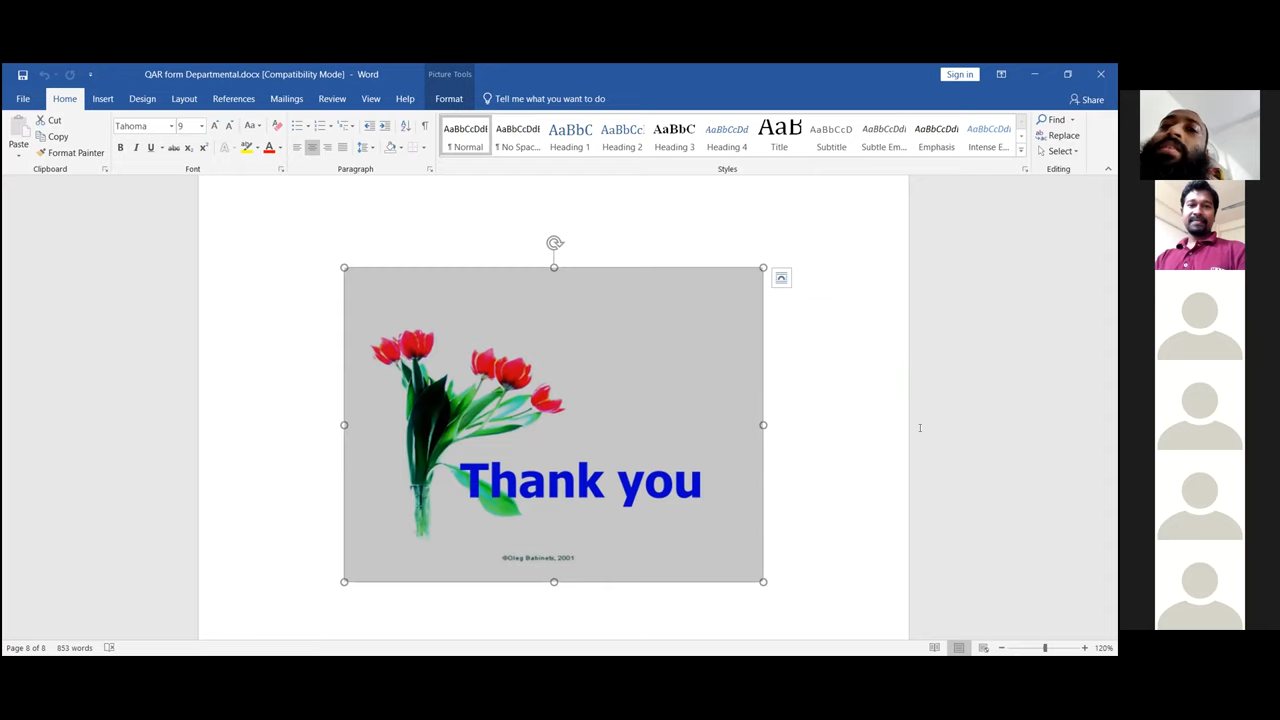 QAR form Departmental.docx [Compatibility Mode] - Word
Picture Tools
Sign in
File Home Insert Design Layout References Mailings Review View Help Format Tell me what you want to do
Share
Paste
Cut
Copy
Format Painter
Clipboard
Tahoma 9
Font
Paragraph
AaBbCcDdI AaBbCcDdI AaBbC AaBbCc AaBbC AaBbCcDd AaB AaBbCcD AaBbCcDd AaBbCcDd AaBbCcDd
¶ Normal ¶ No Spac... Heading 1 Heading 2 Heading 3 Heading 4 Title Subtitle Subtle Em... Emphasis Intense E...
Styles
Find
Replace
Select
Editing
Thank you
Page 8 of 8 853 words
120%